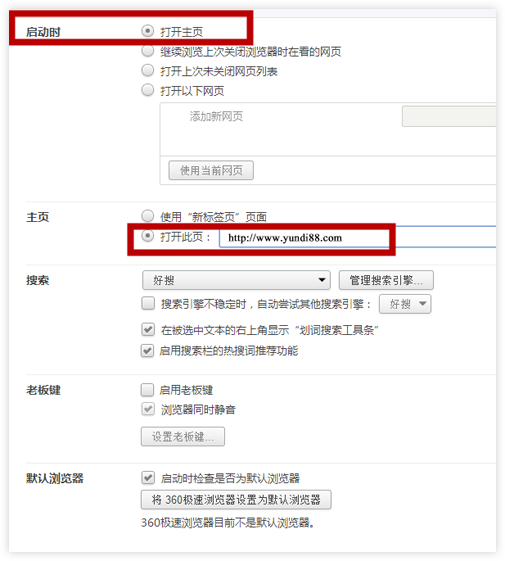 启动时 打开主页
继续浏览上次关闭浏览器时在看的网页
打开上次未关闭网页列表
打开以下网页
添加新网页
使用当前网页
主页 使用“新标签页”页面
打开此页： http://www.yundi88.com
搜索 好搜 管理搜索引擎...
搜索引擎不稳定时，自动尝试其他搜索引擎： 好搜
在被选中文本的右上角显示“划词搜索工具条”
启用搜索栏的热搜词推荐功能
老板键 启用老板键
浏览器同时静音
设置老板键...
默认浏览器 启动时检查是否为默认浏览器
将 360极速浏览器设置为默认浏览器
360极速浏览器目前不是默认浏览器。